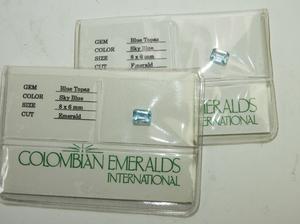 GEM Blue Topaz
COLOR Sky Blue
SIZE 8 x 6 mm
CUT Emerald
COLOMBIAN EMERALDS
INTERNATIONAL
GEM Blue Topaz
COLOR Sky Blue
SIZE 8 x 6 mm
CUT Emerald
EMERALDS
INTERNATIONAL